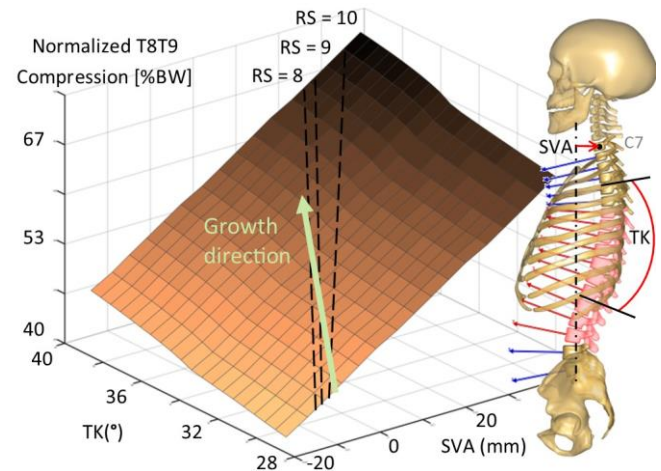 Normalized T8T9
Compression [%BW]
RS = 10
RS = 9
RS = 8
67
53
40
40
36
32
28
TK(°)
-20
0
20
SVA (mm)
Growth
direction
SVA
C7
TK